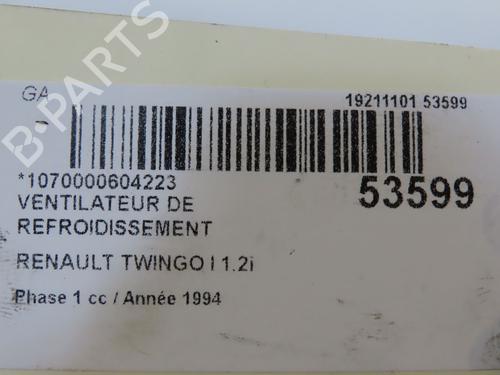 GA
19211101 53599
*1070000604223
53599
VENTILATEUR DE
REFROIDISSEMENT
RENAULT TWINGO I 1.2i
Phase 1 cc / Année 1994
B-PARTS